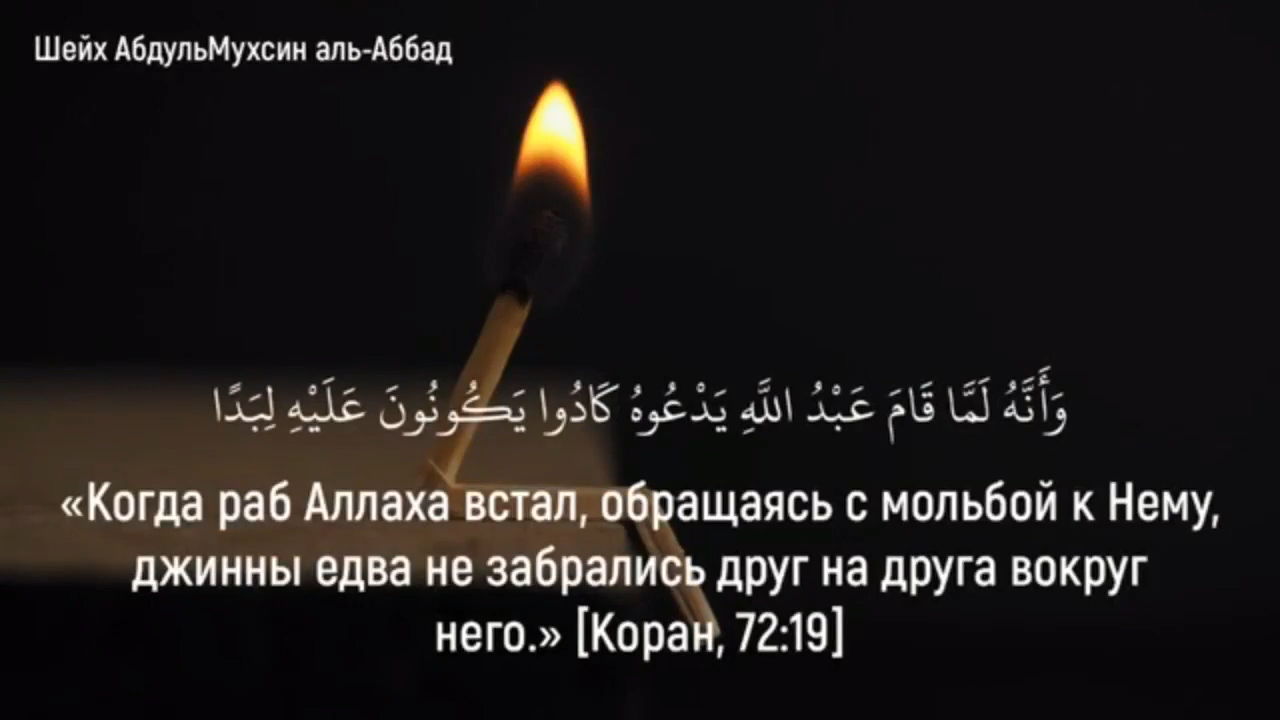 Шейх АбдульМухсин аль-Аббад
وَأَنَّهُ لَمَّا قَامَ عَبْدُ اللَّهِ يَدْعُوهُ كَادُوا يَكُونُونَ عَلَيْهِ لِبَدًا
«Когда раб Аллаха встал, обращаясь с мольбой к Нему,
джинны едва не забрались друг на друга вокруг
него.» [Коран, 72:19]